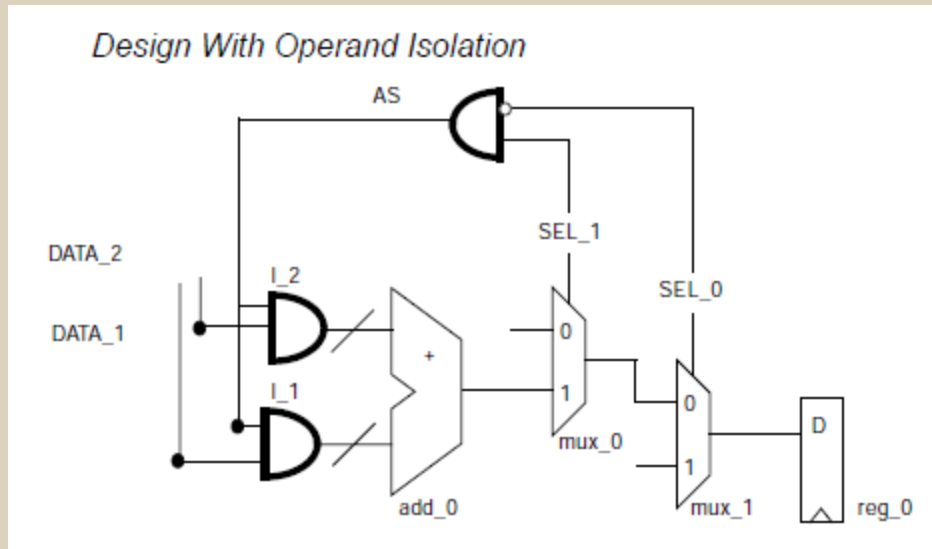 Design With Operand Isolation
AS
SEL_1
DATA_2
I_2
SEL_0
DATA_1
0
+
I_1
1
0
D
mux_0
1
add_0
mux_1
reg_0